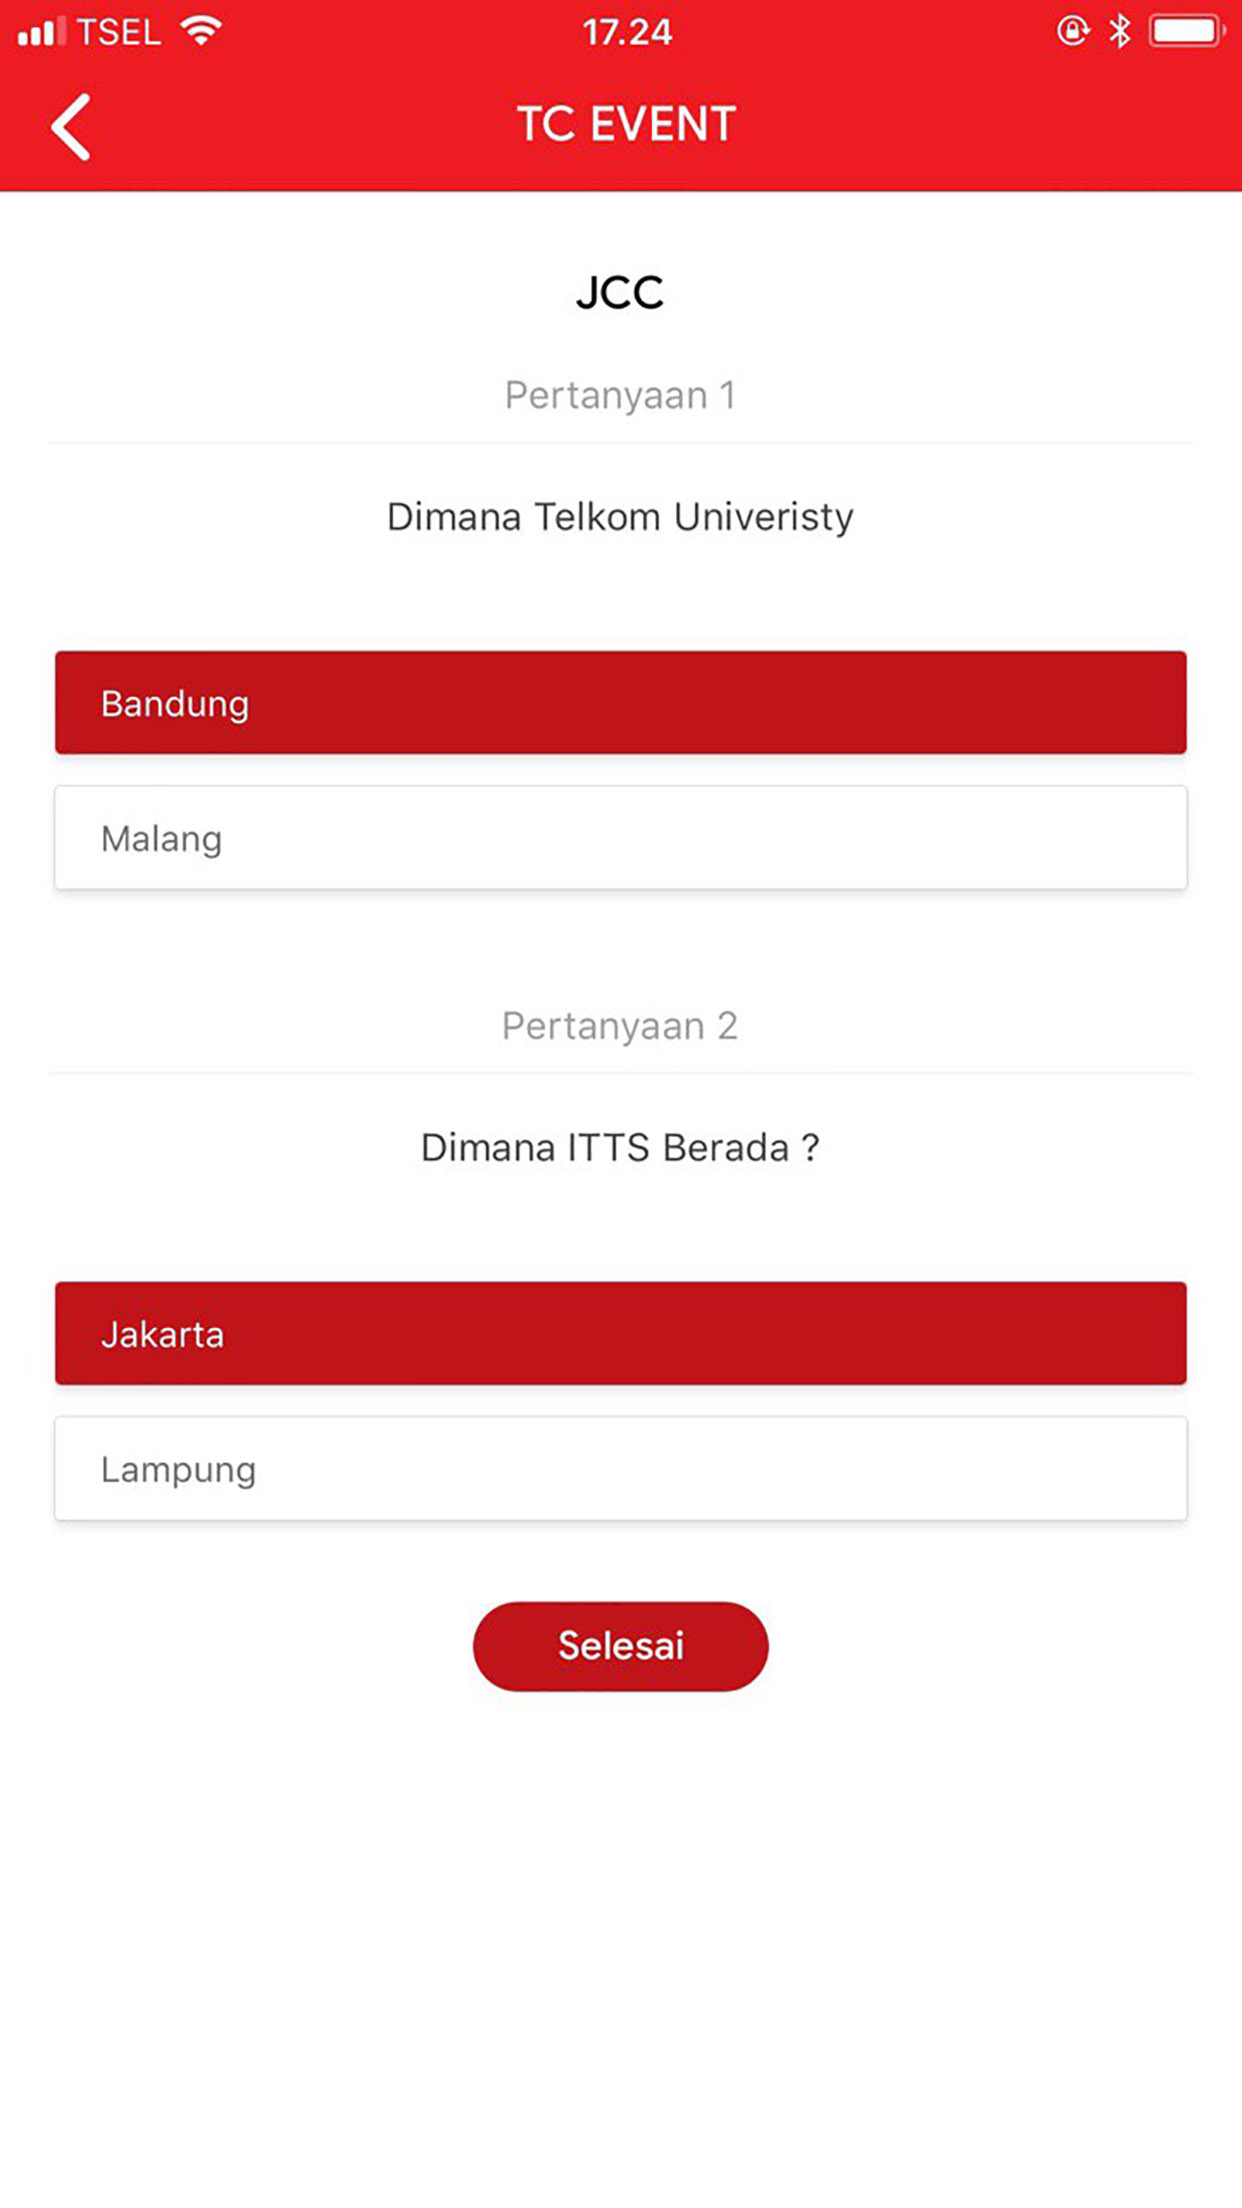 TSEL 17.24
TC EVENT
JCC
Pertanyaan 1
Dimana Telkom Univeristy
Bandung
Malang
Pertanyaan 2
Dimana ITTS Berada ?
Jakarta
Lampung
Selesai